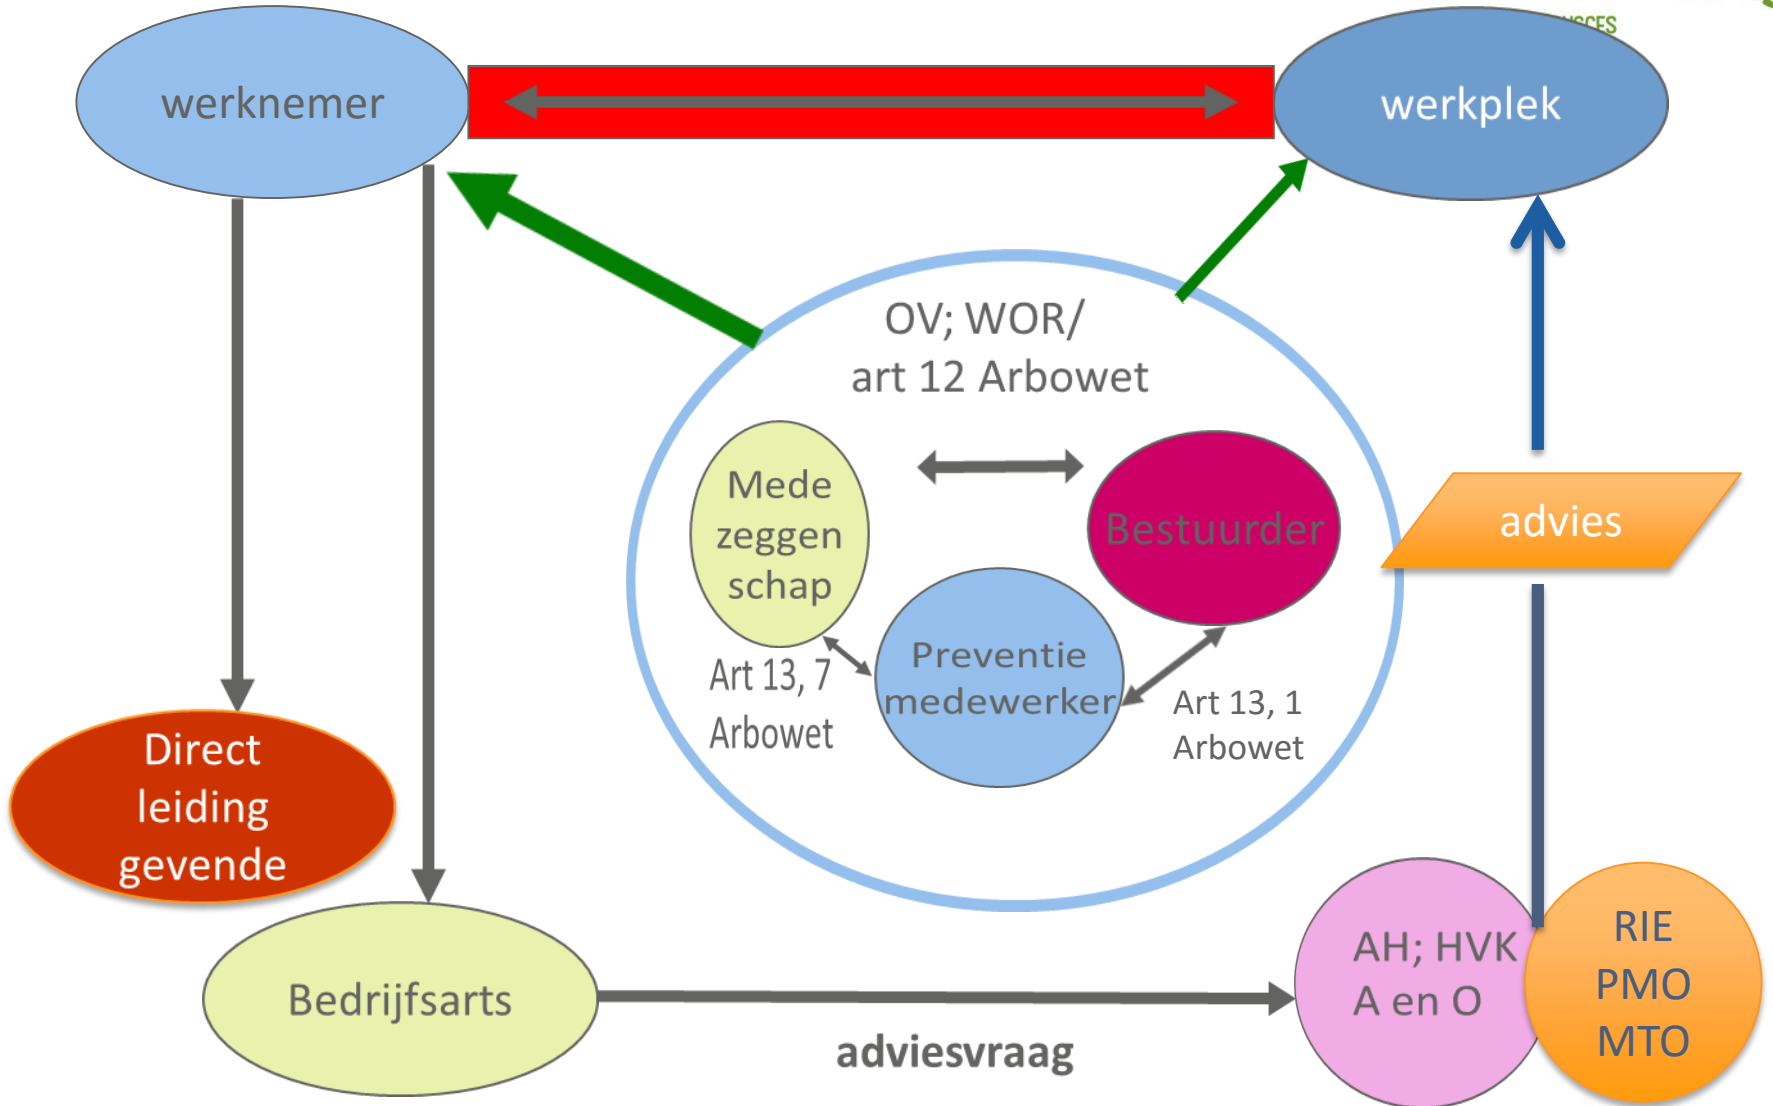 werknemer
werkplek
OV; WOR/
art 12 Arbowet
Mede
zeggen
schap
Bestuurder
Preventie
medewerker
Art 13, 7
Arbowet
Art 13, 1
Arbowet
advies
Direct
leiding
gevende
Bedrijfsarts
adviesvraag
AH; HVK
A en O
RIE
PMO
MTO